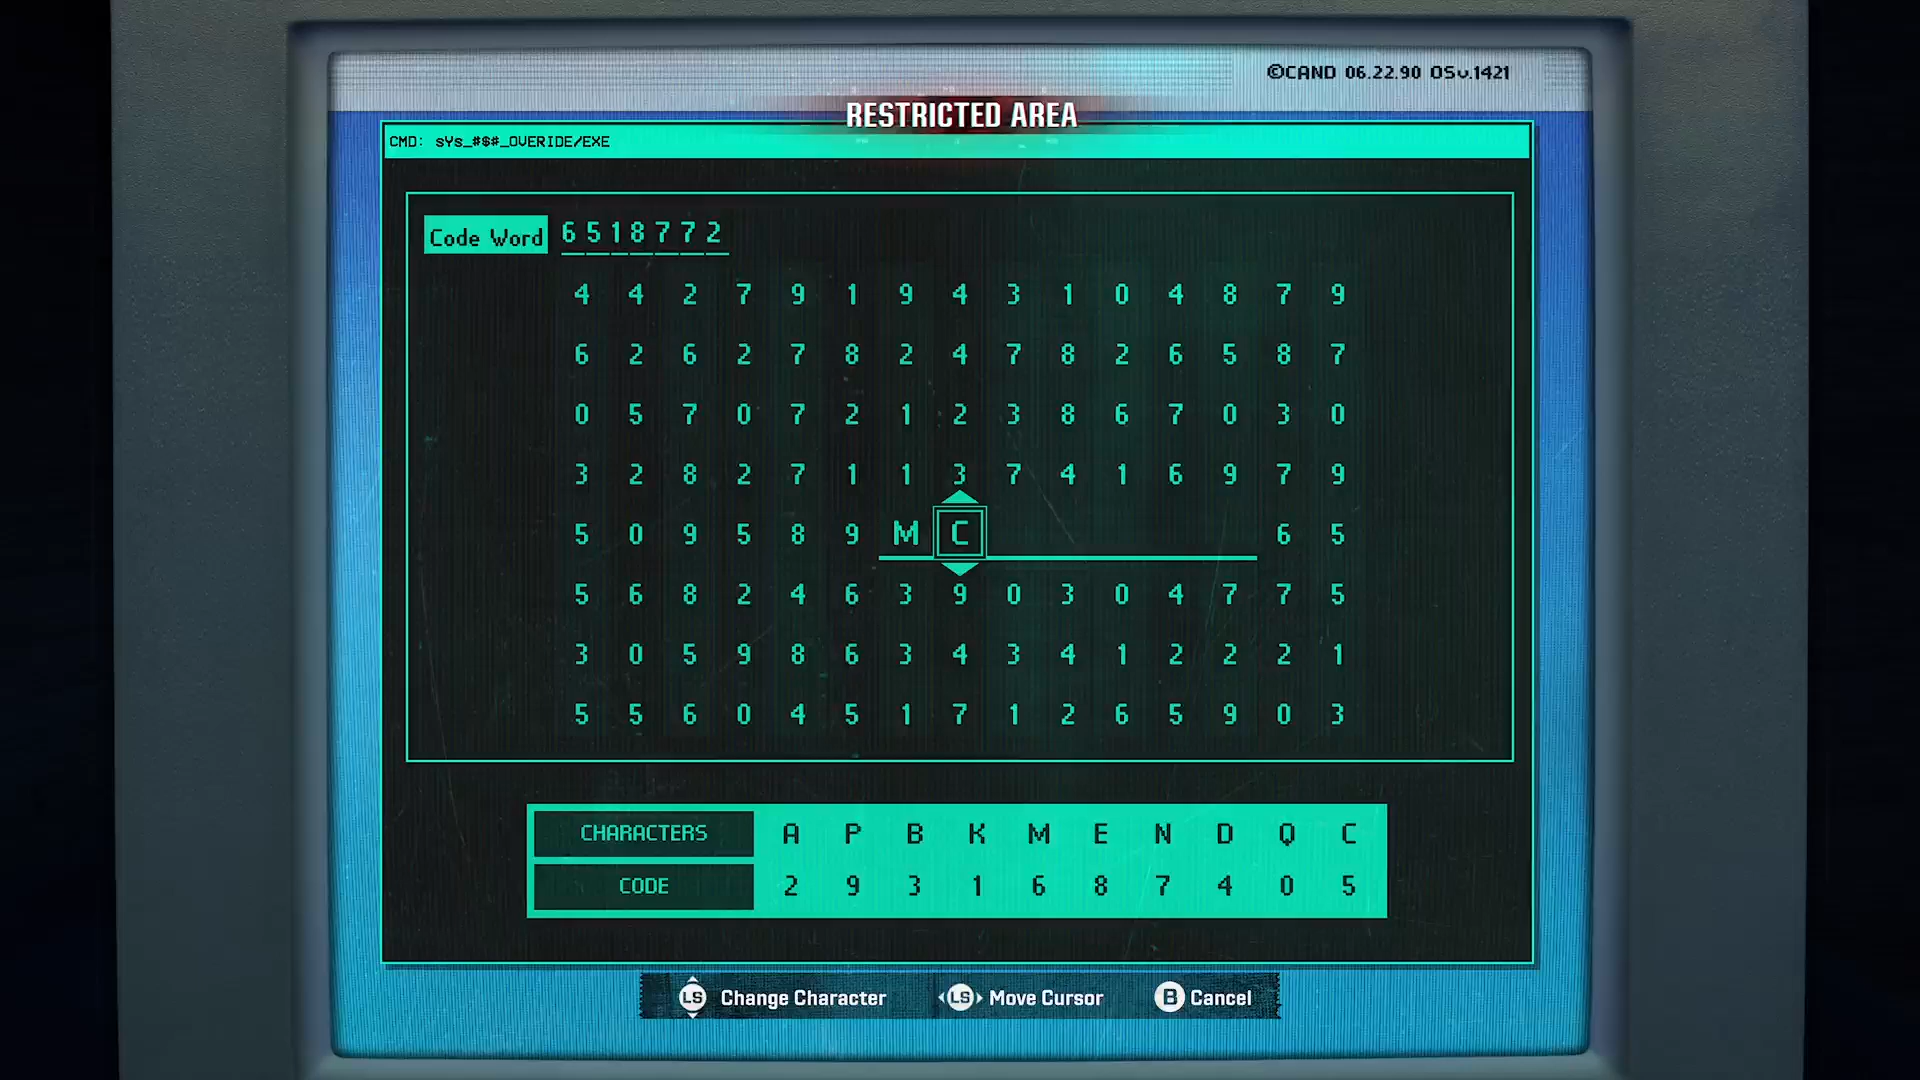 ©CAND 06.22.90 OSv.1421
RESTRICTED AREA
CMD: sYs_#$#_OVERIDE/EXE
Code Word 6 5 1 8 7 7 2
4 4 2 7 9 1 9 4 3 1 0 4 8 7 9
6 2 6 2 7 8 2 4 7 8 2 6 5 8 7
0 5 7 0 7 2 1 2 3 8 6 7 0 3 0
3 2 8 2 7 1 1 3 7 4 1 6 9 7 9
5 0 9 5 8 9 M C 6 5
5 6 8 2 4 6 3 9 0 3 0 4 7 7 5
3 0 5 9 8 6 3 4 3 4 1 2 2 2 1
5 5 6 0 4 5 1 7 1 2 6 5 9 0 3
CHARACTERS A P B K M E N D Q C
CODE 2 9 3 1 6 8 7 4 0 5
LS Change Character LS Move Cursor B Cancel